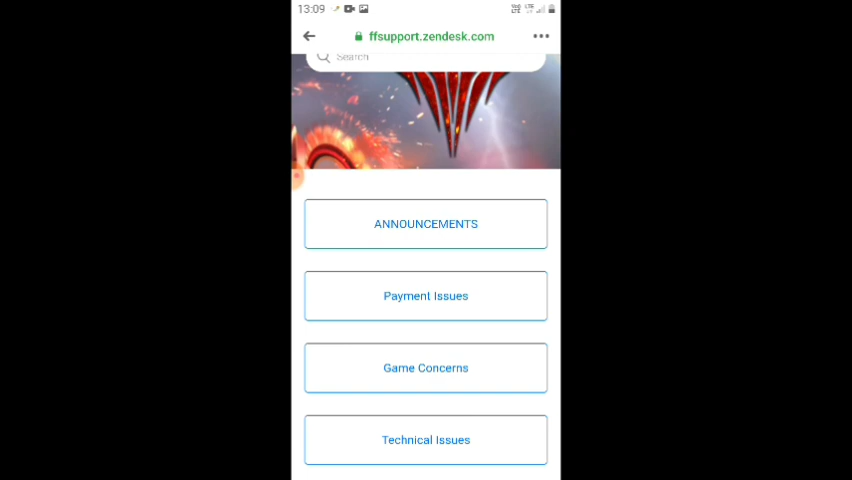 13:09
ffsupport.zendesk.com
Search
ANNOUNCEMENTS
Payment Issues
Game Concerns
Technical Issues